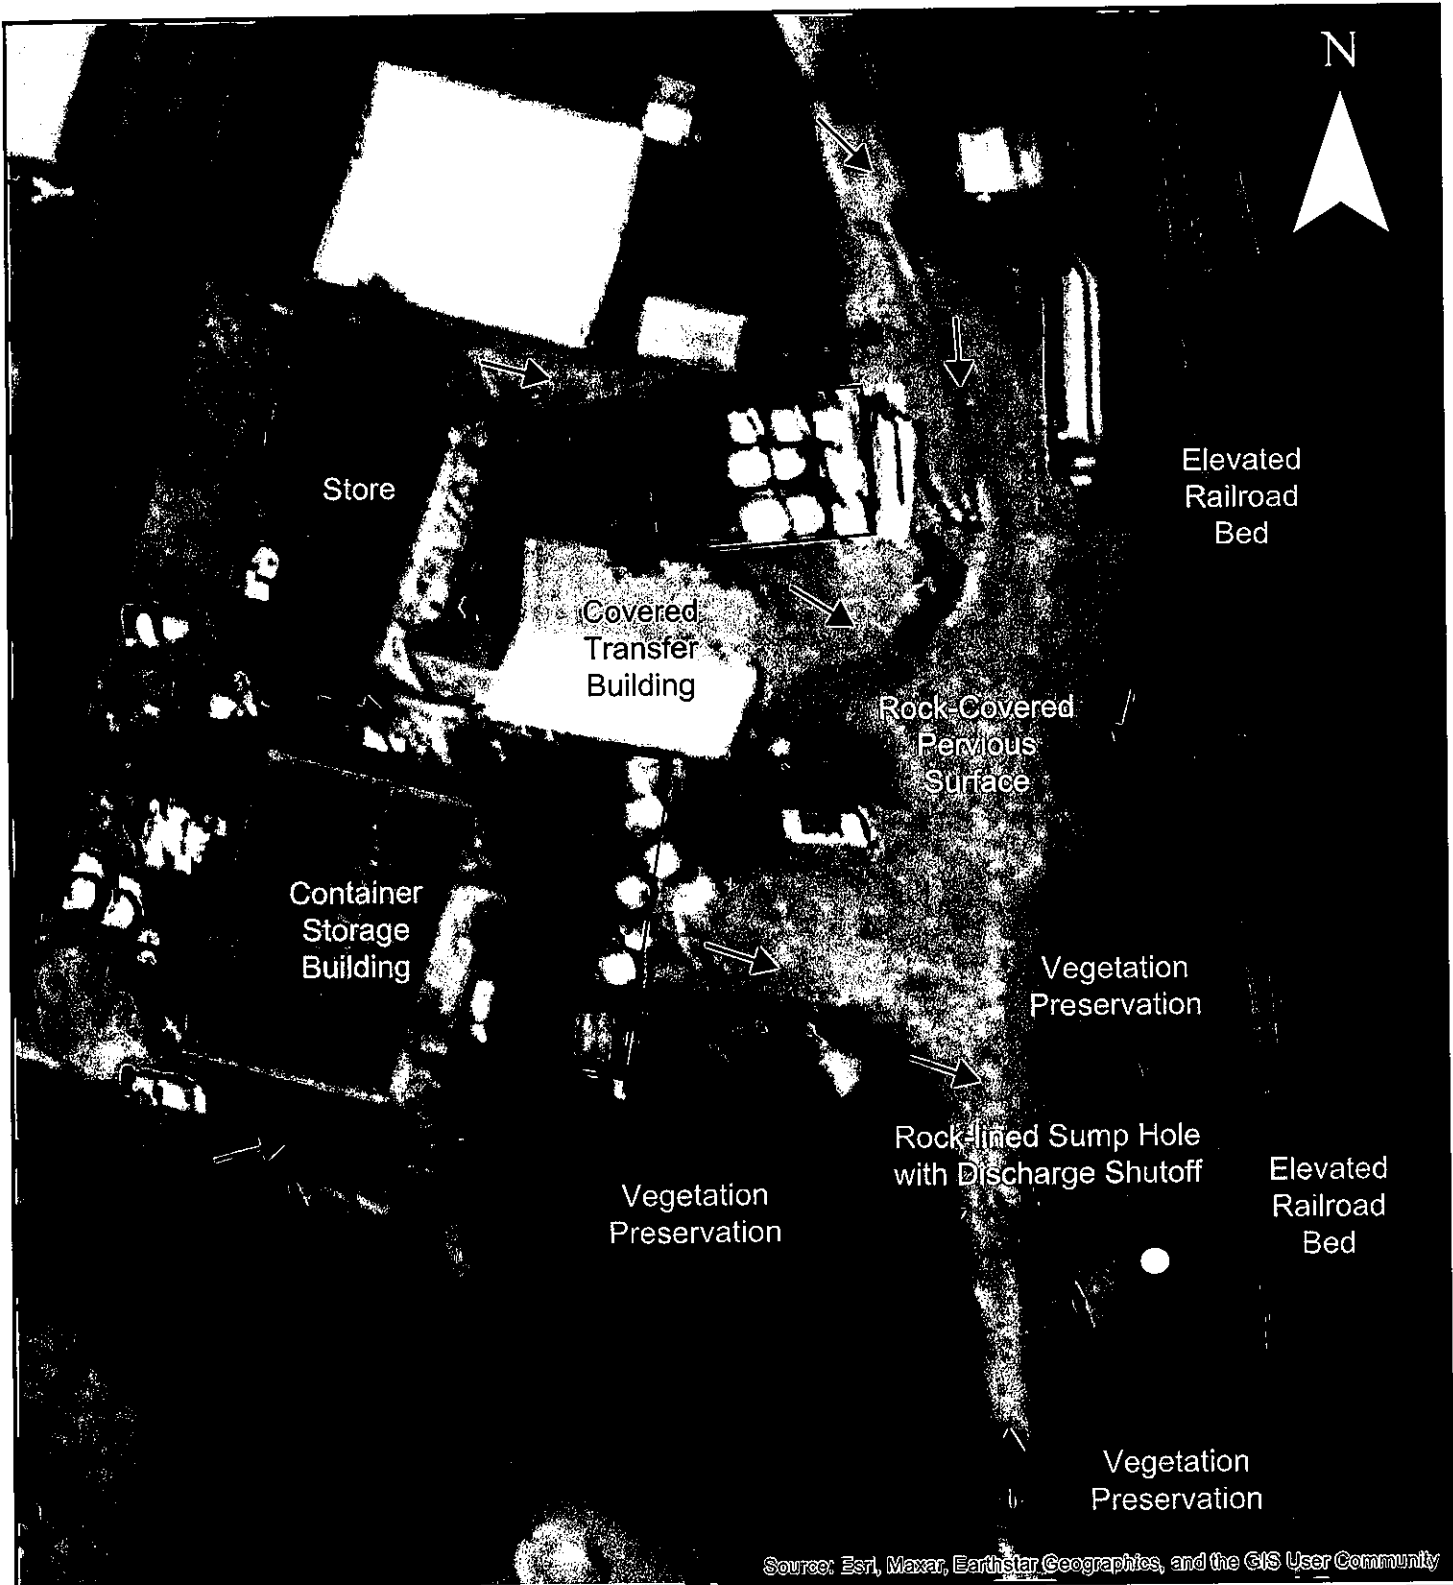 N
Elevated
Railroad
Bed
Store
Covered
Transfer
Building
Rock-Covered
Pervious
Surface
Container
Storage
Building
Vegetation
Preservation
Rock-lined Sump Hole
with Discharge Shutoff
Elevated
Railroad
Bed
Vegetation
Preservation
Vegetation
Preservation
Source: Esri, Maxar, Earthstar Geographics, and the GIS User Community